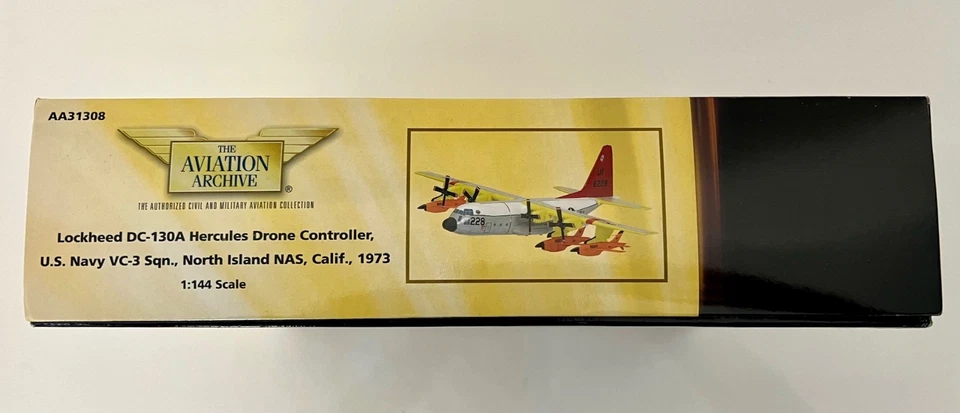 AA31308
THE
AVIATION
ARCHIVE
®
THE AUTHORIZED CIVIL AND MILITARY AVIATION COLLECTION
Lockheed DC-130A Hercules Drone Controller,
U.S. Navy VC-3 Sqn., North Island NAS, Calif., 1973
1:144 Scale
228